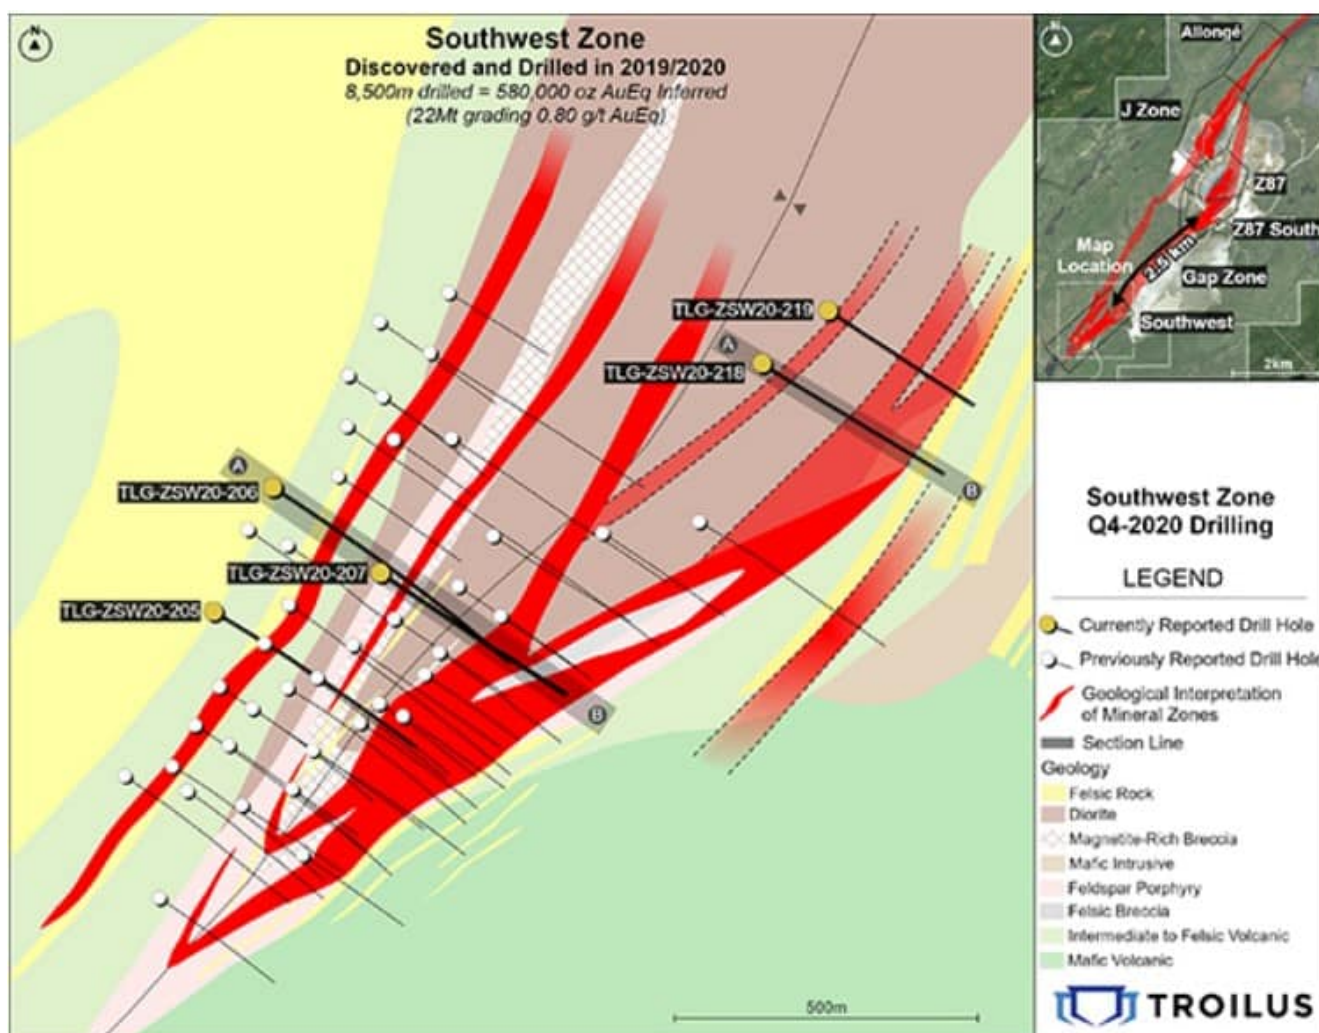 N
Southwest Zone
Discovered and Drilled in 2019/2020
8,500m drilled = 580,000 oz AuEq Inferred
(22Mt grading 0.80 g/t AuEq)
TLG-ZSW20-219
A
TLG-ZSW20-218
A
TLG-ZSW20-206
B
TLG-ZSW20-207
TLG-ZSW20-205
B
500m
N
Allongé
J Zone
Z87
Z87 South
Map
Location
2.5 km
Gap Zone
Southwest
2km
Southwest Zone
Q4-2020 Drilling
LEGEND
Currently Reported Drill Hole
Previously Reported Drill Hole
Geological Interpretation
of Mineral Zones
Section Line
Geology
Felsic Rock
Diorite
Magnetite-Rich Breccia
Mafic Intrusive
Feldspar Porphyry
Felsic Breccia
Intermediate to Felsic Volcanic
Mafic Volcanic
TROILUS